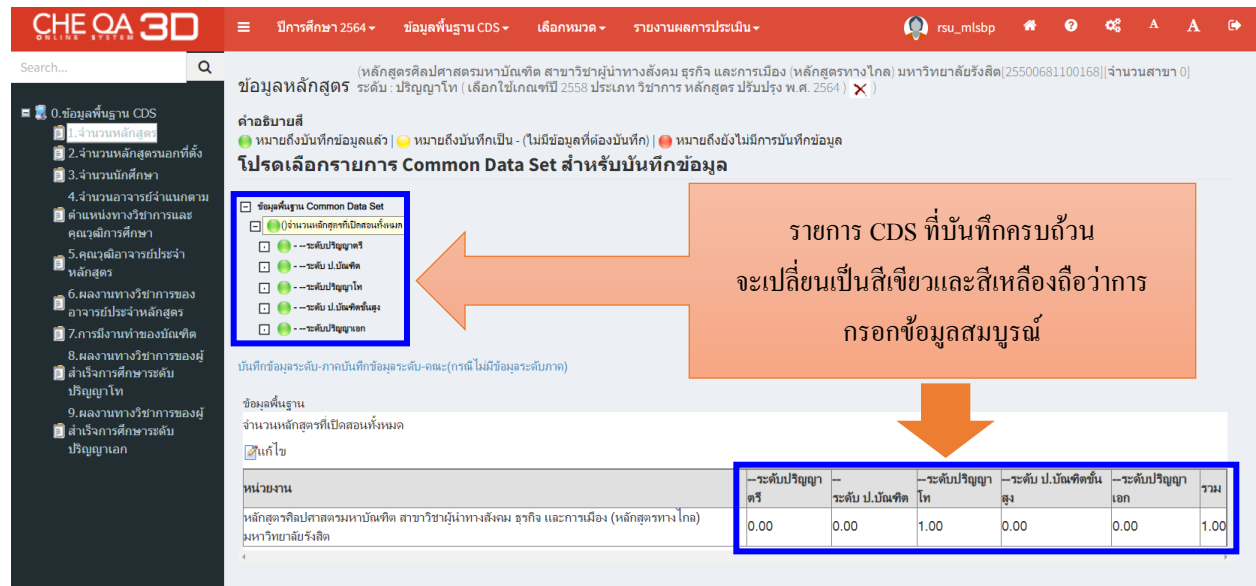 CHE QA 3D
ONLINE SYSTEM
ปีการศึกษา 2564
ข้อมูลพื้นฐาน CDS
เลือกหมวด
รายงานผลการประเมิน
rsu_mlsbp
A
A
Search...
0.ข้อมูลพื้นฐาน CDS
1.จำนวนหลักสูตร
2.จำนวนหลักสูตรนอกที่ตั้ง
3.จำนวนนักศึกษา
4.จำนวนอาจารย์จำแนกตาม
ตำแหน่งทางวิชาการและ
คุณวุฒิการศึกษา
5.คุณวุฒิอาจารย์ประจำ
หลักสูตร
6.ผลงานทางวิชาการของ
อาจารย์ประจำหลักสูตร
7.การมีงานทำของบัณฑิต
8.ผลงานทางวิชาการของผู้
สำเร็จการศึกษาระดับ
ปริญญาโท
9.ผลงานทางวิชาการของผู้
สำเร็จการศึกษาระดับ
ปริญญาเอก
ข้อมูลหลักสูตร (หลักสูตรศิลปศาสตรมหาบัณฑิต สาขาวิชาผู้นำทางสังคม ธุรกิจ และการเมือง (หลักสูตรทางไกล) มหาวิทยาลัยรังสิต[25500681100168][จำนวนสาขา 0]
ระดับ : ปริญญาโท ( เลือกใช้เกณฑ์ปี 2558 ประเภท วิชาการ หลักสูตร ปรับปรุง พ.ศ. 2564 ) )
คำอธิบายสี
หมายถึงบันทึกข้อมูลแล้ว | หมายถึงบันทึกเป็น - (ไม่มีข้อมูลที่ต้องบันทึก) | หมายถึงยังไม่มีการบันทึกข้อมูล
โปรดเลือกรายการ Common Data Set สำหรับบันทึกข้อมูล
ข้อมูลพื้นฐาน Common Data Set
()จำนวนหลักสูตรที่เปิดสอนทั้งหมด
- --ระดับปริญญาตรี
- --ระดับ ป.บัณฑิต
- --ระดับปริญญาโท
- --ระดับ ป.บัณฑิตชั้นสูง
- --ระดับปริญญาเอก
รายการ CDS ที่บันทึกครบถ้วน
จะเปลี่ยนเป็นสีเขียวและสีเหลืองถือว่าการ
กรอกข้อมูลสมบูรณ์
บันทึกข้อมูลระดับ-ภาคบันทึกข้อมูลระดับ-คณะ(กรณีไม่มีข้อมูลระดับภาค)
ข้อมูลพื้นฐาน
จำนวนหลักสูตรที่เปิดสอนทั้งหมด
แก้ไข
หน่วยงาน --ระดับปริญญาตรี --ระดับ ป.บัณฑิต --ระดับปริญญาโท --ระดับ ป.บัณฑิตชั้นสูง --ระดับปริญญาเอก รวม
หลักสูตรศิลปศาสตรมหาบัณฑิต สาขาวิชาผู้นำทางสังคม ธุรกิจ และการเมือง (หลักสูตรทางไกล)
มหาวิทยาลัยรังสิต
0.00 0.00 1.00 0.00 0.00 1.00